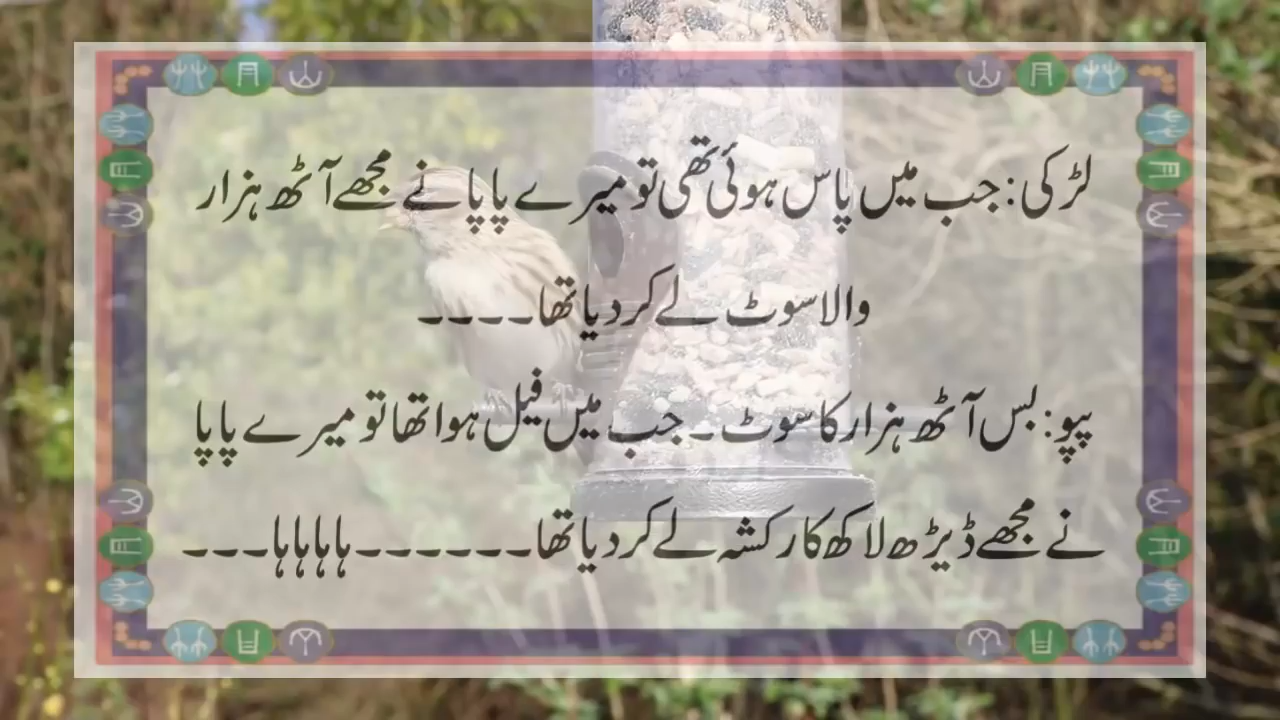 لڑکی: جب میں پاس ہوئی تھی تو میرے پاپا نے مجھے آٹھ ہزار
والا سوٹ لے کر دیا تھا۔۔۔۔
پپو: بس آٹھ ہزار کا سوٹ۔ جب میں فیل ہوا تھا تو میرے پاپا
نے مجھے ڈیڑھ لاکھ کا رکشہ لے کر دیا تھا۔۔۔۔۔۔۔ہاہاہاہا۔۔۔